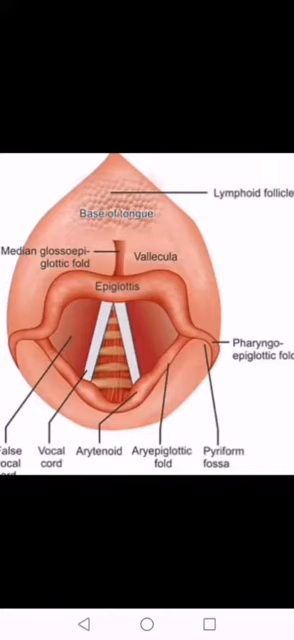 Lymphoid follicle
Base of tongue
Median glossoepi-
glottic fold
Vallecula
Epiglottis
Pharyngo-
epiglottic fold
False Vocal Arytenoid Aryepiglottic Pyriform
vocal cord fold fossa